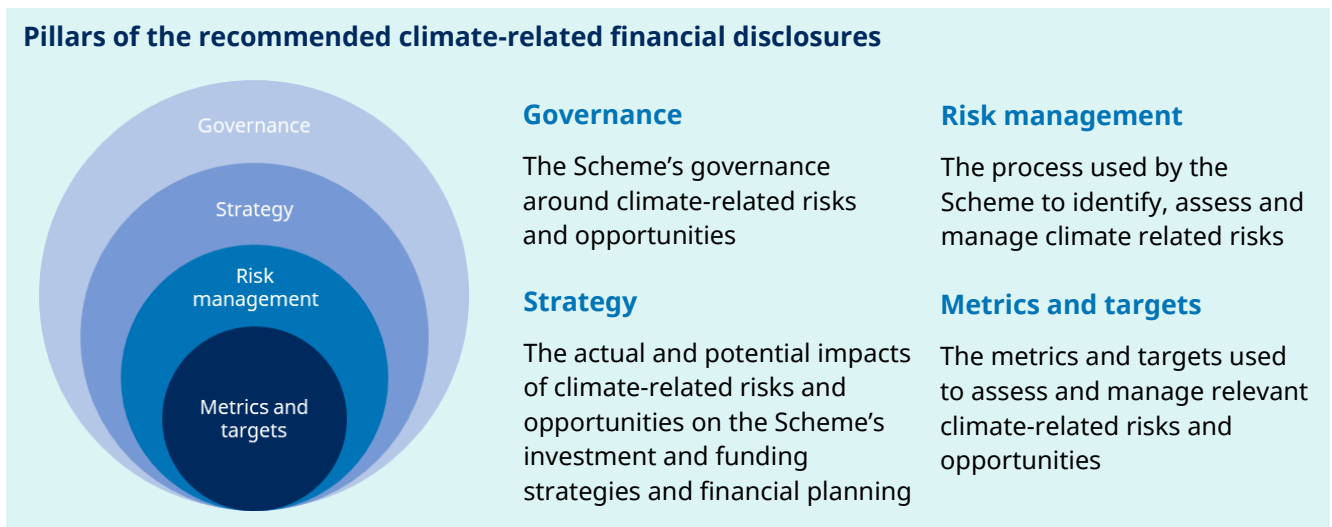 Pillars of the recommended climate-related financial disclosures
Governance
Strategy
Risk
management
Metrics and
targets
Governance
The Scheme's governance
around climate-related risks
and opportunities
Strategy
The actual and potential impacts
of climate-related risks and
opportunities on the Scheme's
investment and funding
strategies and financial planning
Risk management
The process used by the
Scheme to identify, assess and
manage climate related risks
Metrics and targets
The metrics and targets used
to assess and manage relevant
climate-related risks and
opportunities